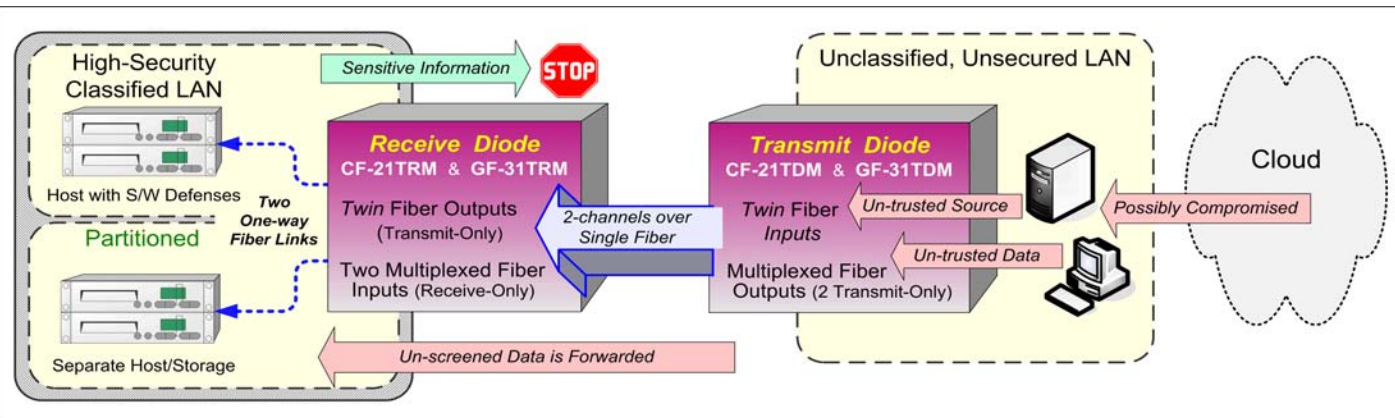 High-Security
Classified LAN
Host with S/W Defenses
Two
One-way
Fiber Links
Partitioned
Separate Host/Storage
Sensitive Information
STOP
Receive Diode
CF-21TRM & GF-31TRM
Twin Fiber Outputs
(Transmit-Only)
Two Multiplexed Fiber
Inputs (Receive-Only)
2-channels over
Single Fiber
Un-screened Data is Forwarded
Unclassified, Unsecured LAN
Transmit Diode
CF-21TDM & GF-31TDM
Twin Fiber
Inputs
Multiplexed Fiber
Outputs (2 Transmit-Only)
Un-trusted Source
Un-trusted Data
Possibly Compromised
Cloud